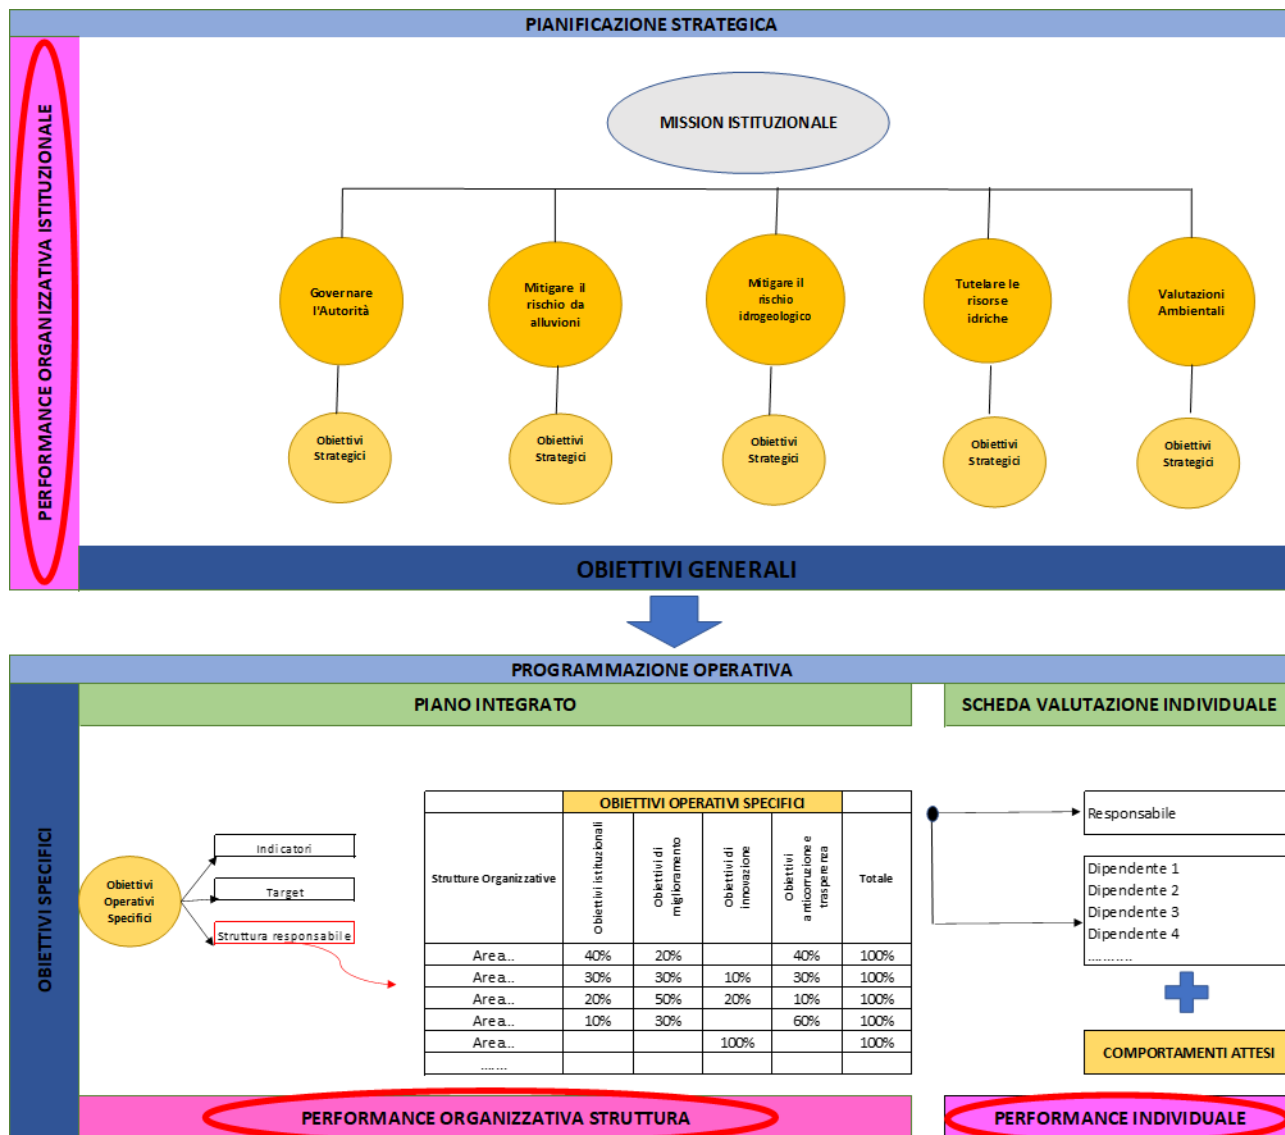 PIANIFICAZIONE STRATEGICA
PERFORMANCE ORGANIZZATIVA ISTITUZIONALE
MISSION ISTITUZIONALE
Governare
l'Autorità
Mitigare il
rischio da
alluvioni
Mitigare il
rischio
idrogeologico
Tutelare le
risorse
idriche
Valutazioni
Ambientali
Obiettivi
Strategici
Obiettivi
Strategici
Obiettivi
Strategici
Obiettivi
Strategici
Obiettivi
Strategici
OBIETTIVI GENERALI
PROGRAMMAZIONE OPERATIVA
PIANO INTEGRATO
SCHEDA VALUTAZIONE INDIVIDUALE
OBIETTIVI SPECIFICI
Obiettivi
Operativi
Specifici
Indicatori
Target
Struttura responsabile
OBIETTIVI OPERATIVI SPECIFICI
Strutture Organizzative
Obiettivi istituzionali
Obiettivi di
miglioramento
Obiettivi di
innovazione
Obiettivi
anticorruzione e
trasperenza
Totale
Area... 40% 20% 40% 100%
Area... 30% 30% 10% 30% 100%
Area... 20% 50% 20% 10% 100%
Area... 10% 30% 60% 100%
Area... 100% 100%
.......
Responsabile
Dipendente 1
Dipendente 2
Dipendente 3
Dipendente 4
...........
COMPORTAMENTI ATTESI
PERFORMANCE ORGANIZZATIVA STRUTTURA
PERFORMANCE INDIVIDUALE